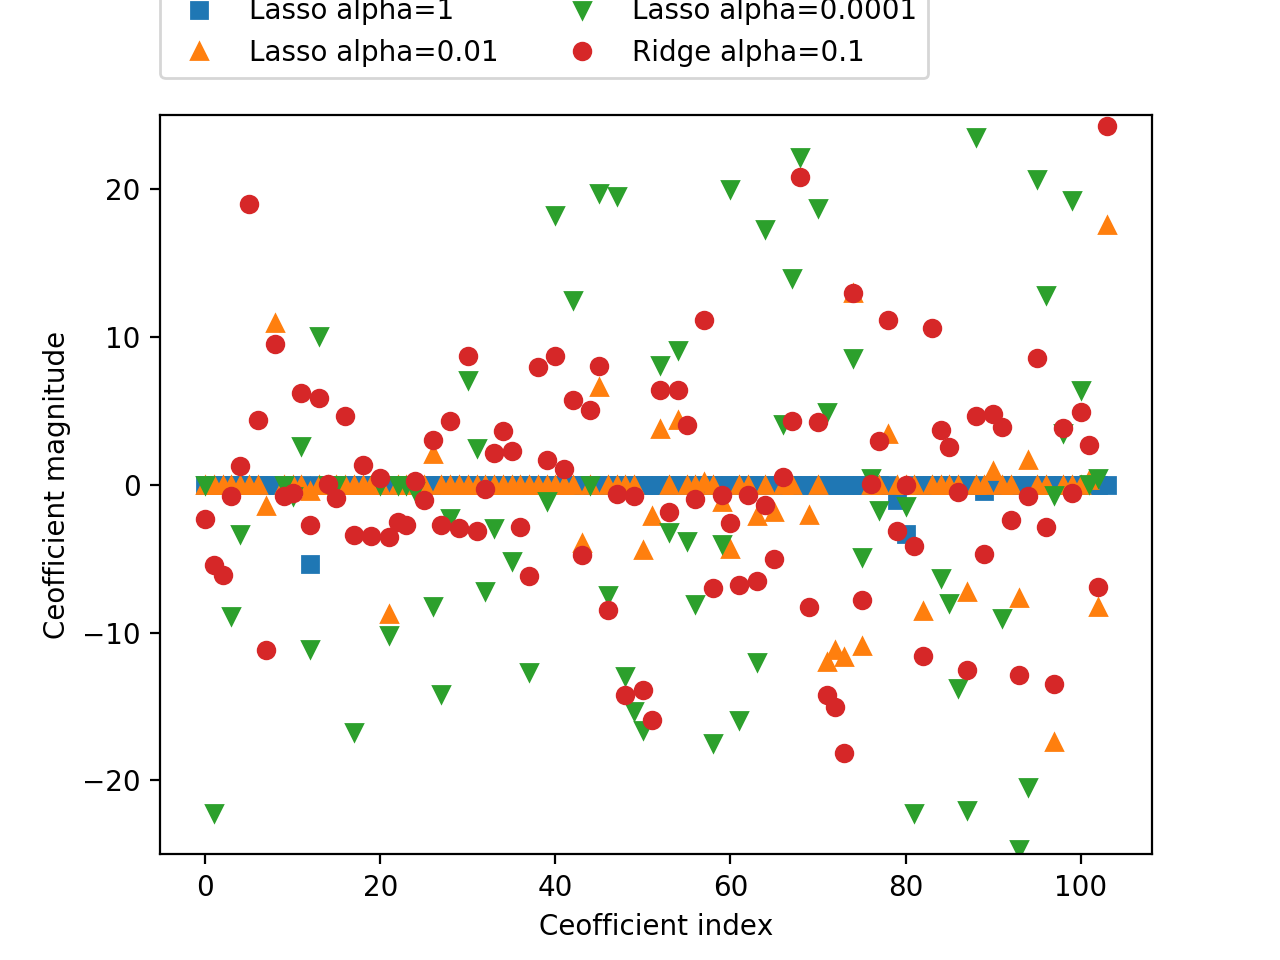 Lasso alpha=1 Lasso alpha=0.0001
Lasso alpha=0.01 Ridge alpha=0.1
20
10
0
−10
−20
Ceofficient magnitude
0 20 40 60 80 100
Ceofficient index